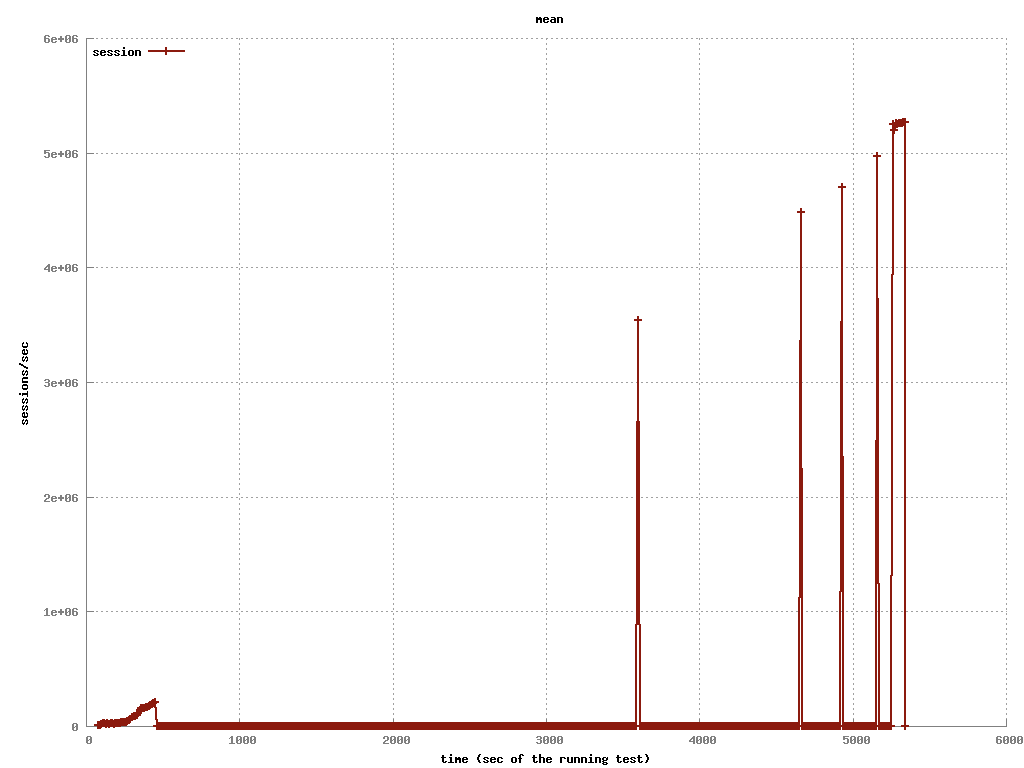 mean
6e+06
session
5e+06
4e+06
3e+06
2e+06
1e+06
0
sessions/sec
0 1000 2000 3000 4000 5000 6000
time (sec of the running test)